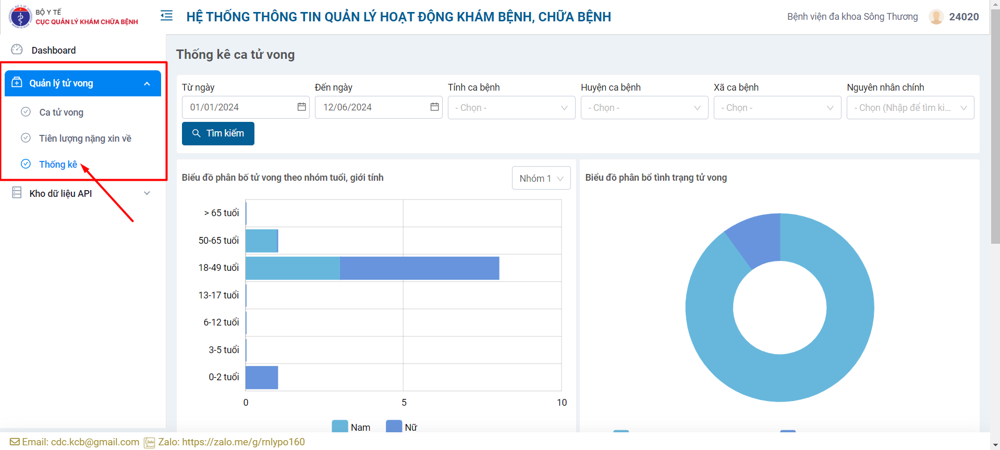 BỘ Y TẾ
CỤC QUẢN LÝ KHÁM CHỮA BỆNH
HỆ THỐNG THÔNG TIN QUẢN LÝ HOẠT ĐỘNG KHÁM BỆNH, CHỮA BỆNH
Bệnh viện đa khoa Sông Thương
24020
Dashboard
Quản lý tử vong
Ca tử vong
Tiên lượng nặng xin về
Thống kê
Kho dữ liệu API
Thống kê ca tử vong
Từ ngày
Đến ngày
Tỉnh ca bệnh
Huyện ca bệnh
Xã ca bệnh
Nguyên nhân chính
01/01/2024
12/06/2024
- Chọn -
- Chọn -
- Chọn -
- Chọn (Nhập để tìm ki...
Tìm kiếm
Biểu đồ phân bố tử vong theo nhóm tuổi, giới tính
Nhóm 1
> 65 tuổi
50-65 tuổi
18-49 tuổi
13-17 tuổi
6-12 tuổi
3-5 tuổi
0-2 tuổi
0 5 10
Nam Nữ
Biểu đồ phân bổ tình trạng tử vong
Email: cdc.kcb@gmail.com Zalo: https://zalo.me/g/rnlypo160